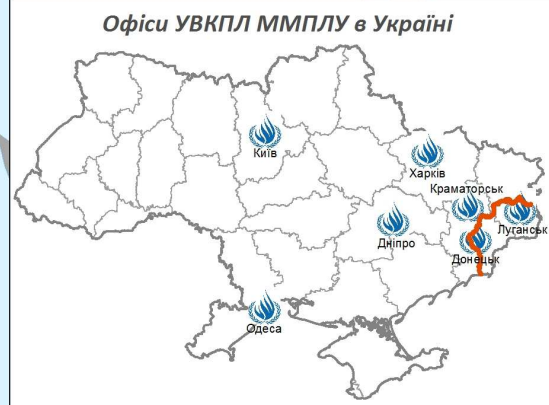 Офіси УВКПЛ ММПЛУ в Україні
Київ
Харків
Краматорськ
Луганськ
Дніпро
Донецьк
Одеса